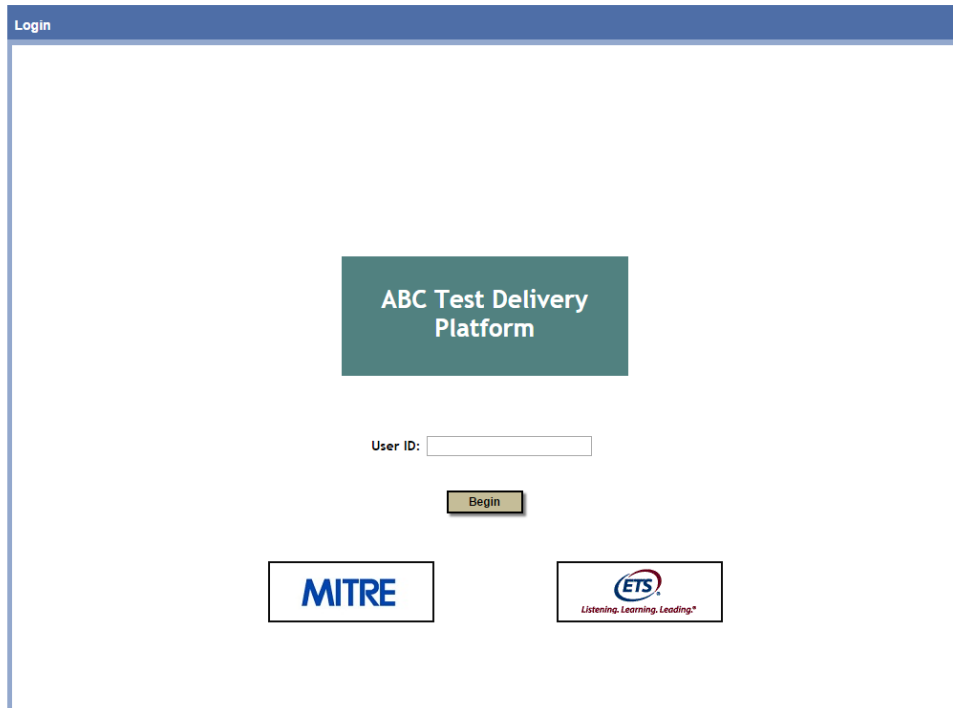 Login
ABC Test Delivery
Platform
User ID:
Begin
MITRE
ETS®
Listening. Learning. Leading.®